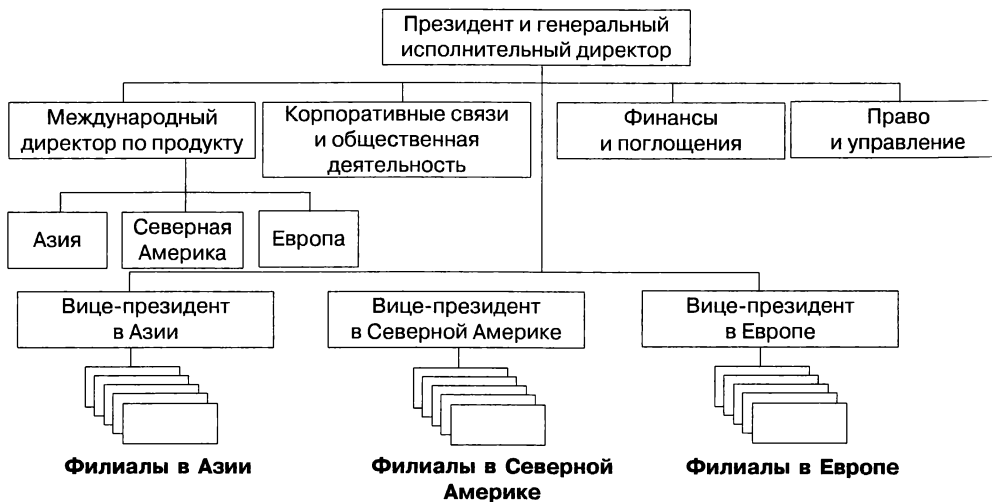 Президент и генеральный
исполнительный директор
Международный
директор по продукту
Корпоративные связи
и общественная
деятельность
Финансы
и поглощения
Право
и управление
Азия
Северная
Америка
Европа
Вице-президент
в Азии
Вице-президент
в Северной Америке
Вице-президент
в Европе
Филиалы в Азии
Филиалы в Северной
Америке
Филиалы в Европе